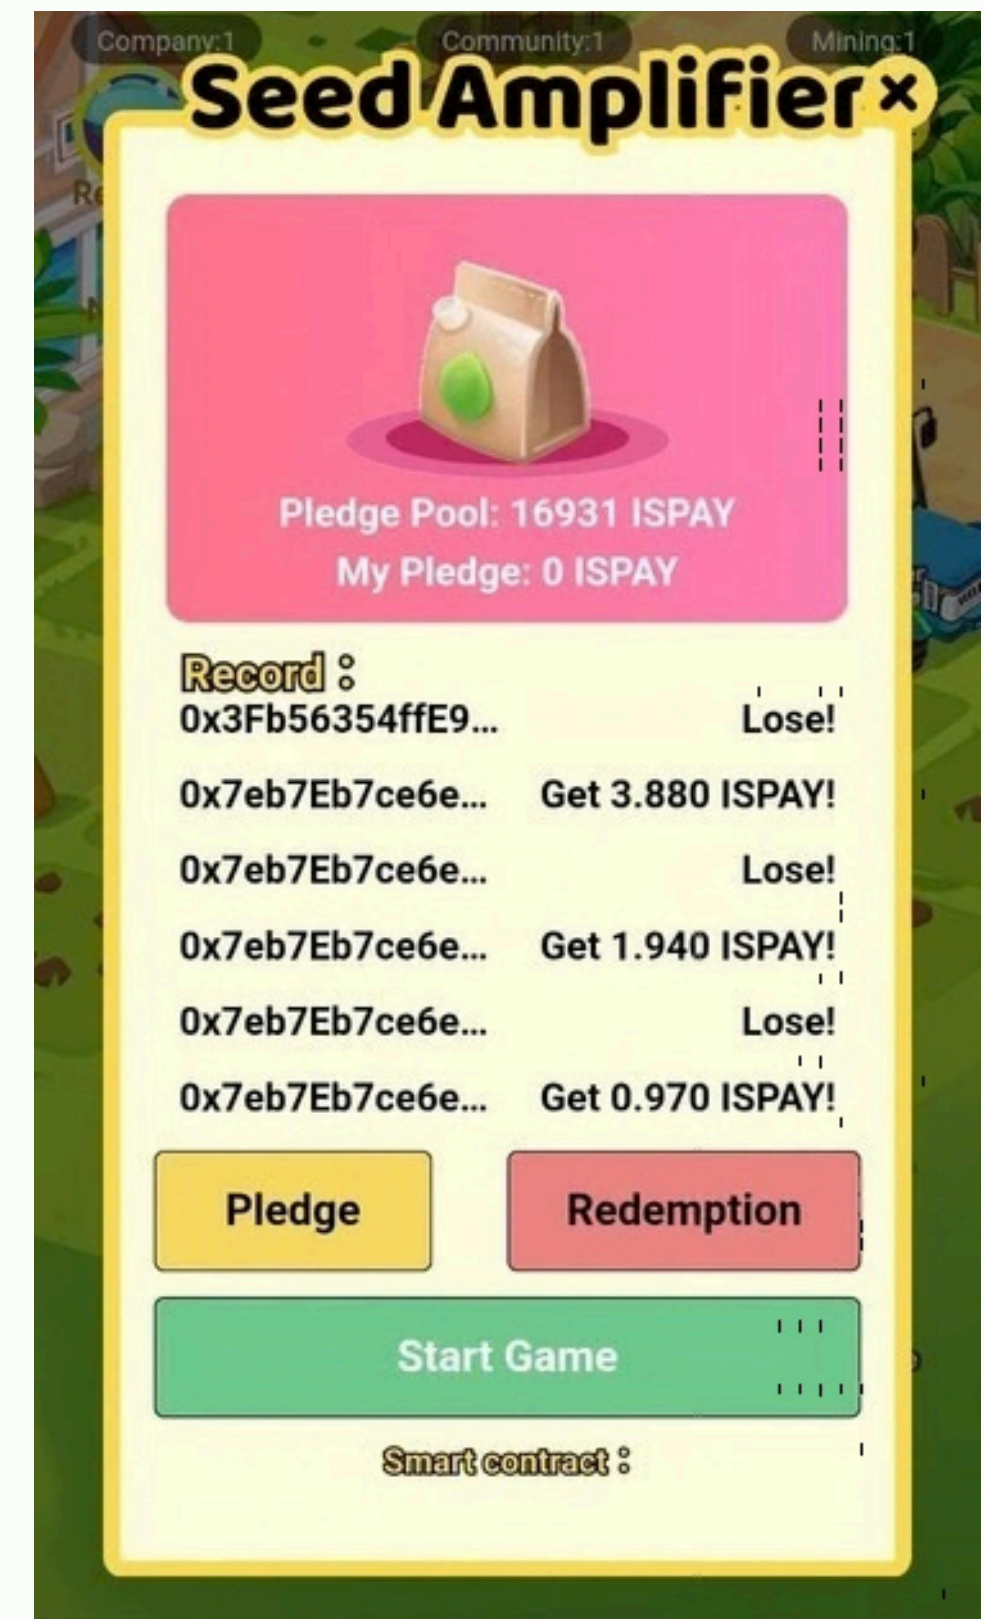 Company:1 Community:1 Mining:1
Seed Amplifier ×
Pledge Pool: 16931 ISPAY
My Pledge: 0 ISPAY
Record :
0x3Fb56354ffE9... Lose!
0x7eb7Eb7ce6e... Get 3.880 ISPAY!
0x7eb7Eb7ce6e... Lose!
0x7eb7Eb7ce6e... Get 1.940 ISPAY!
0x7eb7Eb7ce6e... Lose!
0x7eb7Eb7ce6e... Get 0.970 ISPAY!
Pledge Redemption
Start Game
Smart contract :